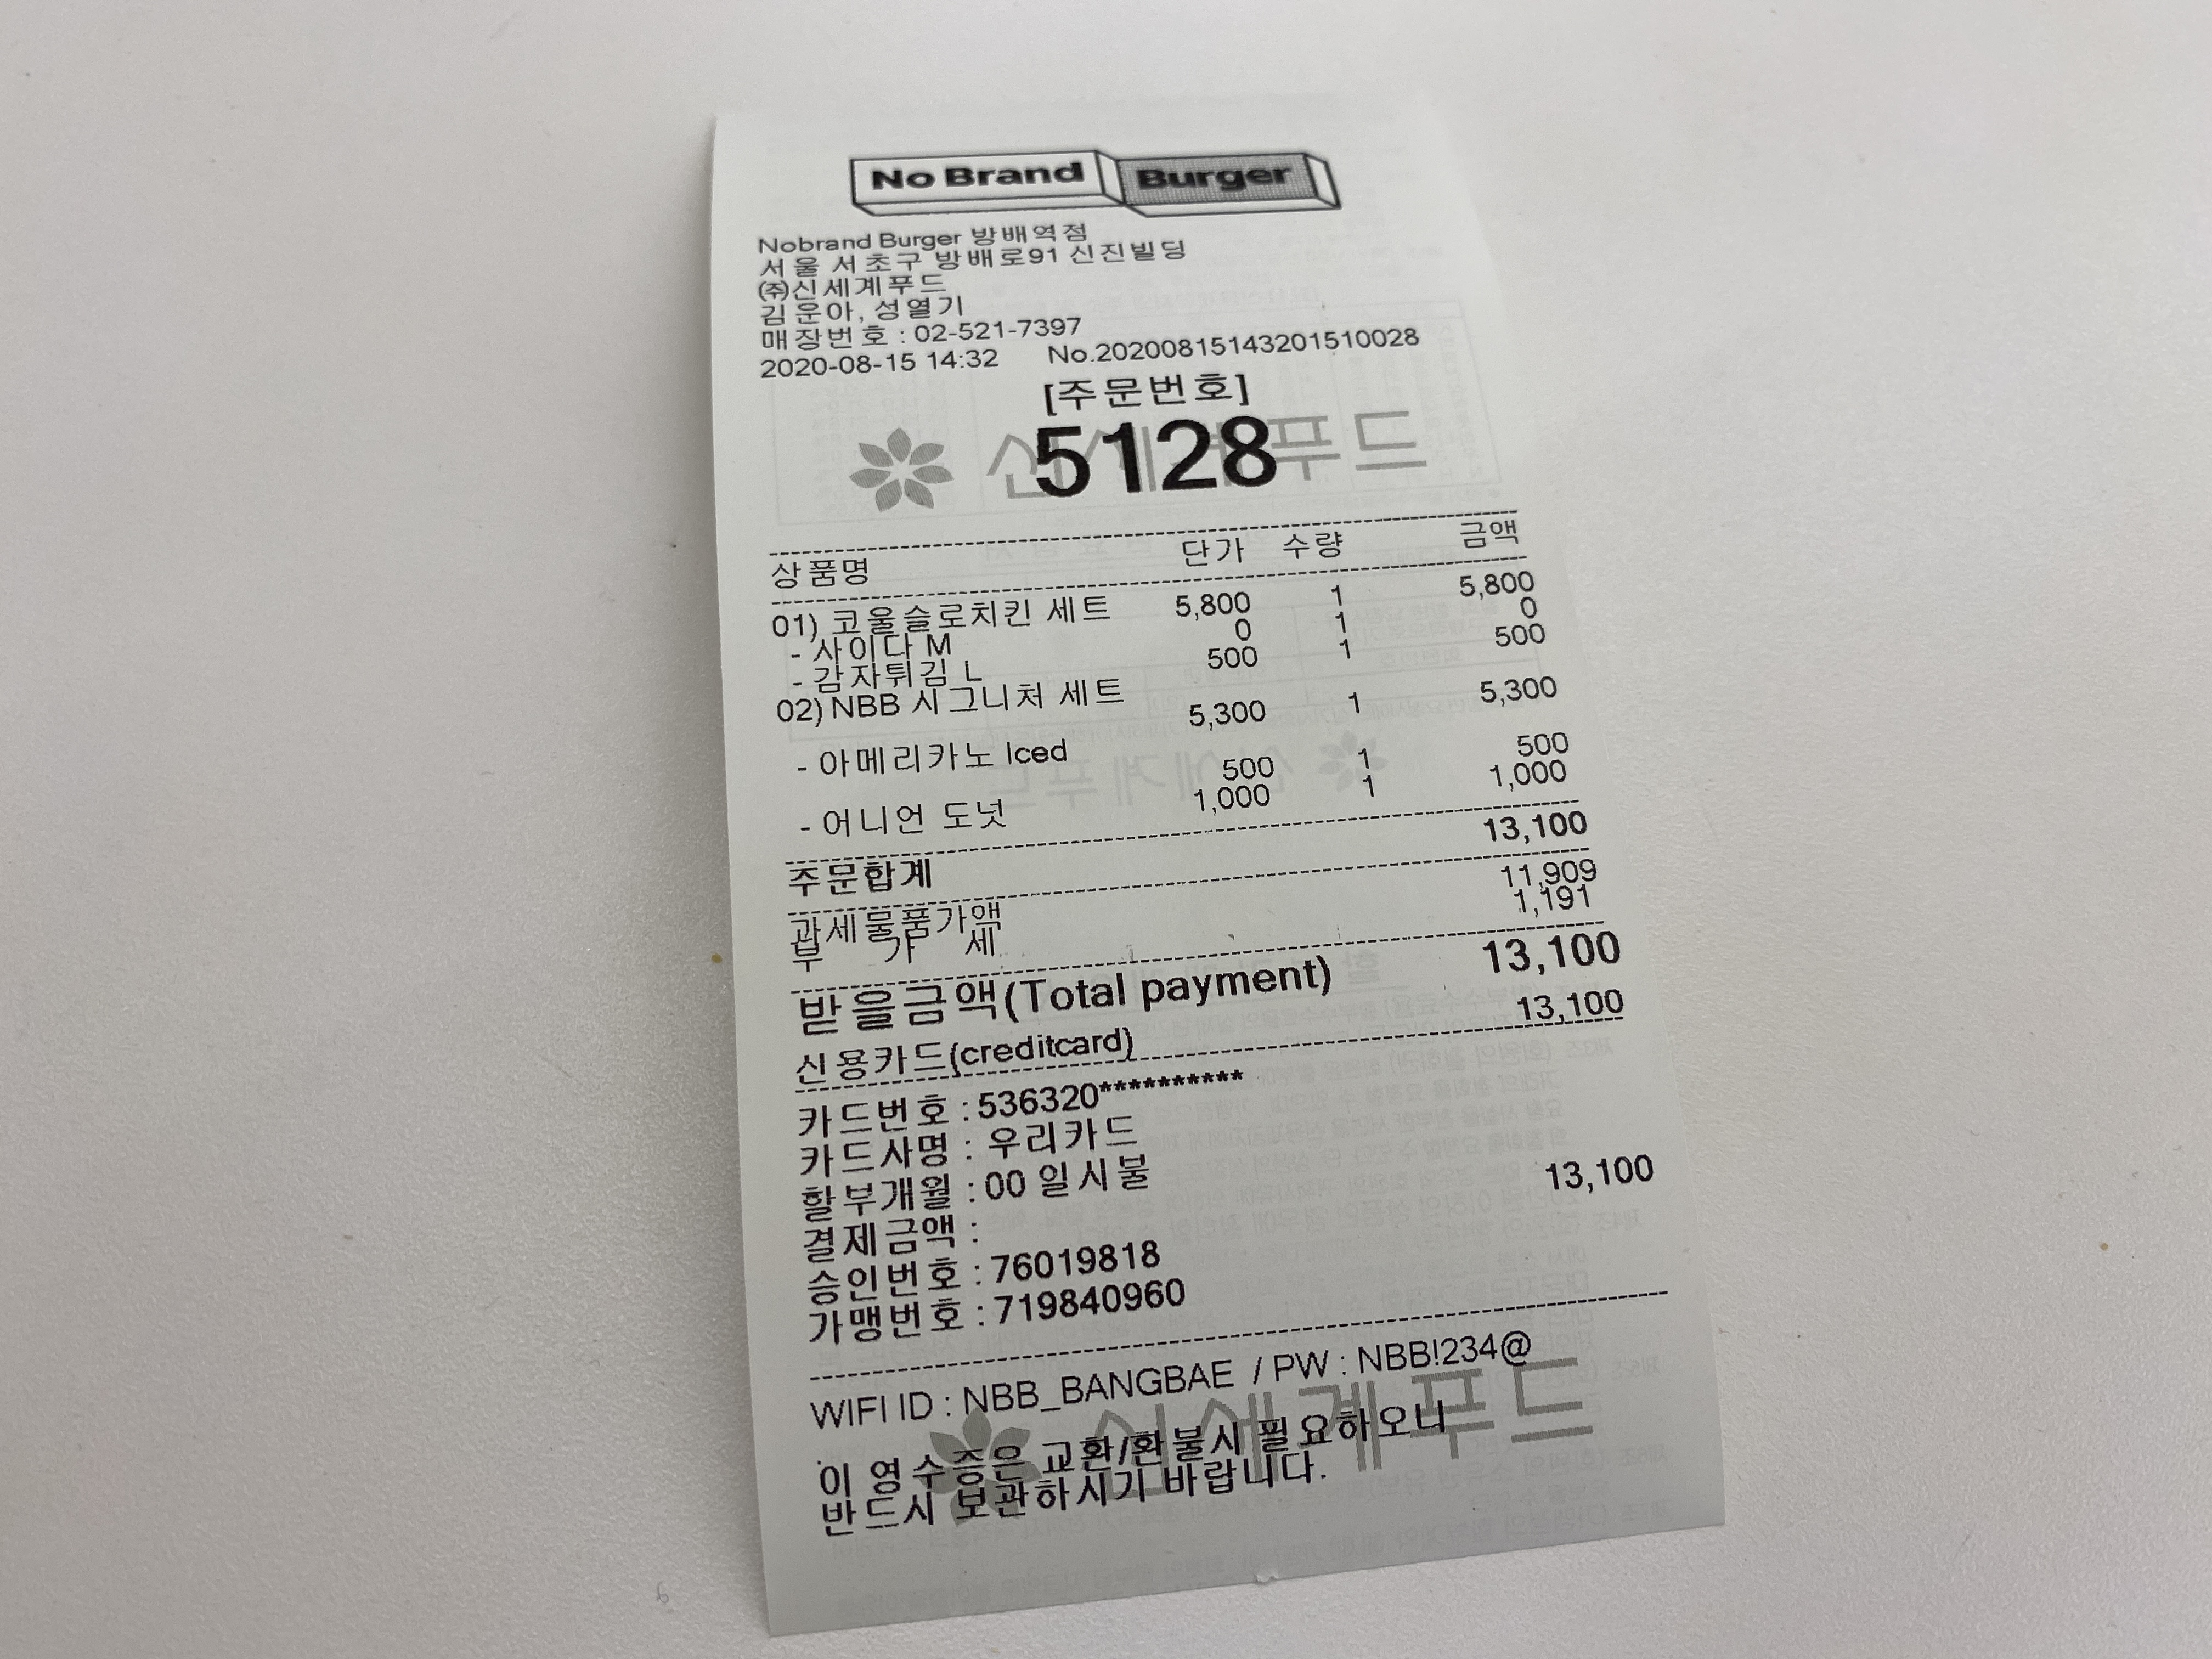 No Brand Burger
Nobrand Burger 방배역점
서울 서초구 방배로91 신진빌딩
㈜신세계푸드
김운아, 성열기
매장번호 : 02-521-7397
2020-08-15 14:32 No.20200815143201510028
[주문번호]
신세계푸드
5128
상품명 단가 수량 금액
01) 코울슬로치킨 세트 5,800 1 5,800
- 사이다 M 0 1 0
- 감자튀김 L 500 1 500
02) NBB 시그니처 세트 5,300 1 5,300
- 아메리카노 Iced 500 1 500
- 어니언 도넛 1,000 1 1,000
주문합계 13,100
과세물품가액 11,909
부 가 세 1,191
받을금액(Total payment) 13,100
신용카드(creditcard) 13,100
카드번호 : 536320**********
카드사명 : 우리카드
할부개월 : 00 일시불
결제금액 : 13,100
승인번호 : 76019818
가맹번호 : 719840960
WIFI ID : NBB_BANGBAE / PW : NBB!234@
신세계푸드
이 영수증은 교환/환불시 필요하오니
반드시 보관하시기 바랍니다.